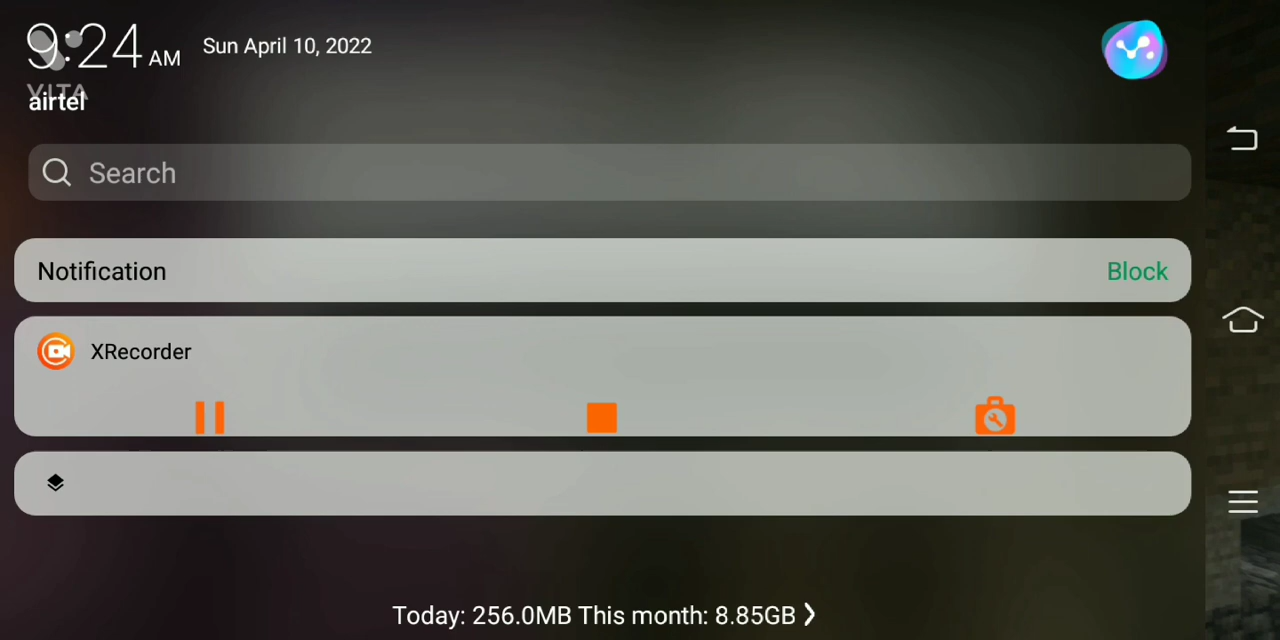 9:24 AM Sun April 10, 2022
VITA
airtel
Search
Notification Block
XRecorder
Today: 256.0MB This month: 8.85GB